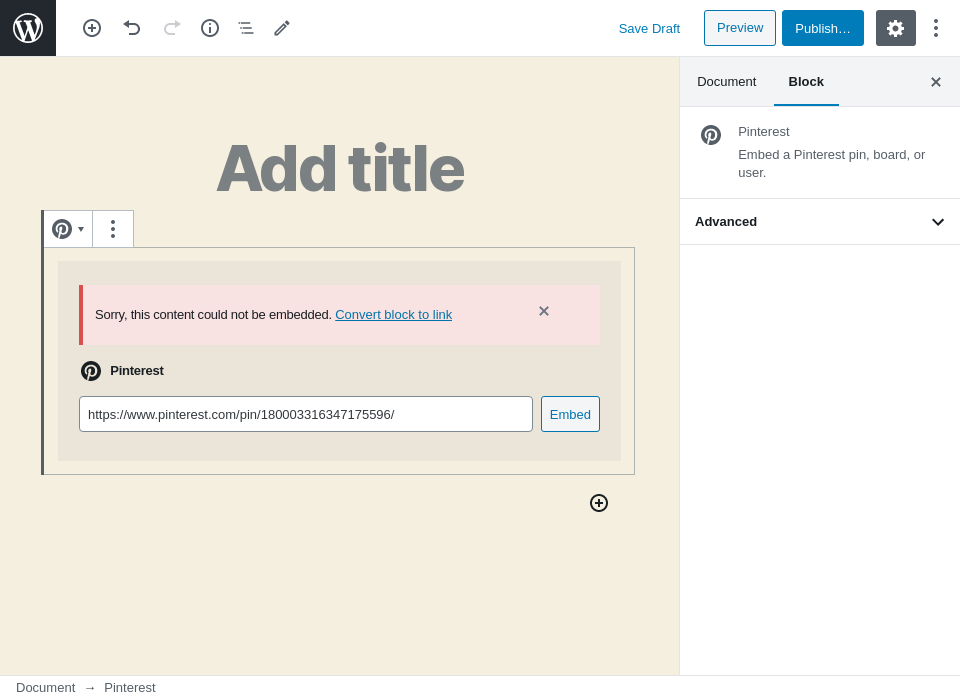 Save Draft
Preview
Publish…
Document
Block
Pinterest
Embed a Pinterest pin, board, or
user.
Advanced
Add title
Sorry, this content could not be embedded. Convert block to link
Pinterest
https://www.pinterest.com/pin/180003316347175596/
Embed
Document → Pinterest